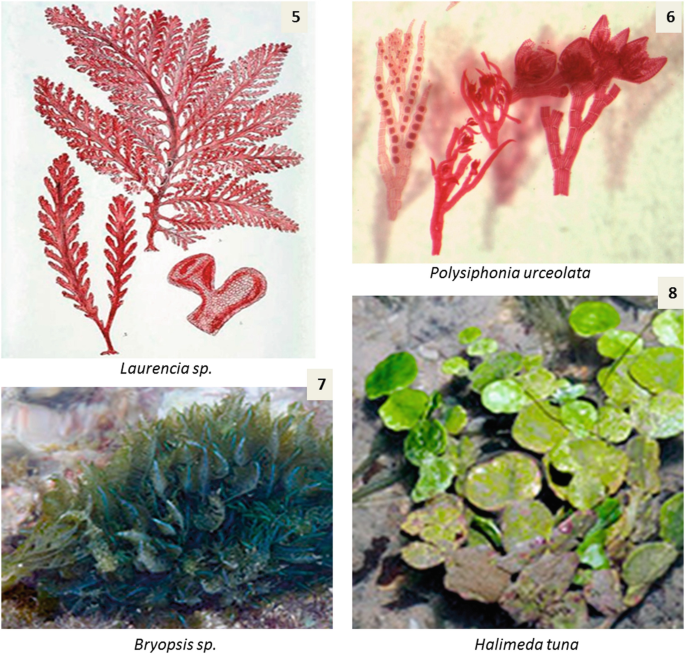 5
6
Laurencia sp.
Polysiphonia urceolata
7
8
Bryopsis sp.
Halimeda tuna